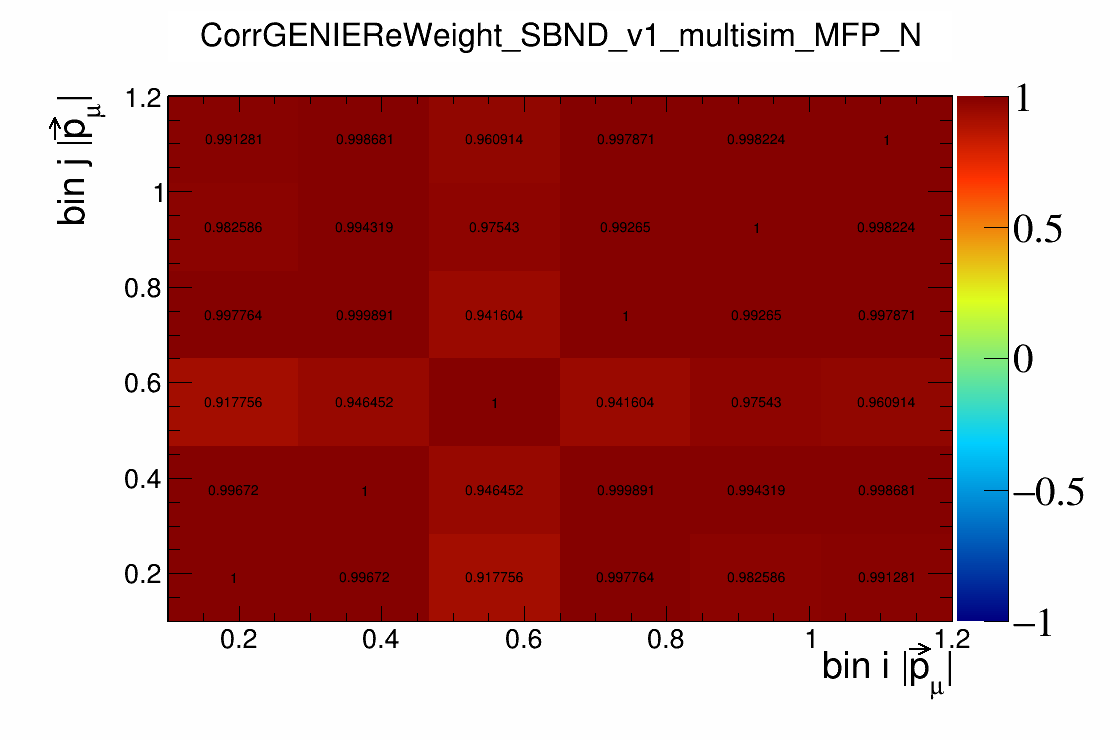 CorrGENIEReWeight_SBND_v1_multisim_MFP_N
bin j |p⃗μ|
1.2
1
0.8
0.6
0.4
0.2
0.991281 0.998681 0.960914 0.997871 0.998224 1
0.982586 0.994319 0.97543 0.99265 1 0.998224
0.997764 0.999891 0.941604 1 0.99265 0.997871
0.917756 0.946452 1 0.941604 0.97543 0.960914
0.99672 1 0.946452 0.999891 0.994319 0.998681
1 0.99672 0.917756 0.997764 0.982586 0.991281
0.2 0.4 0.6 0.8 1 1.2
bin i |p⃗μ|
1
0.5
0
−0.5
−1